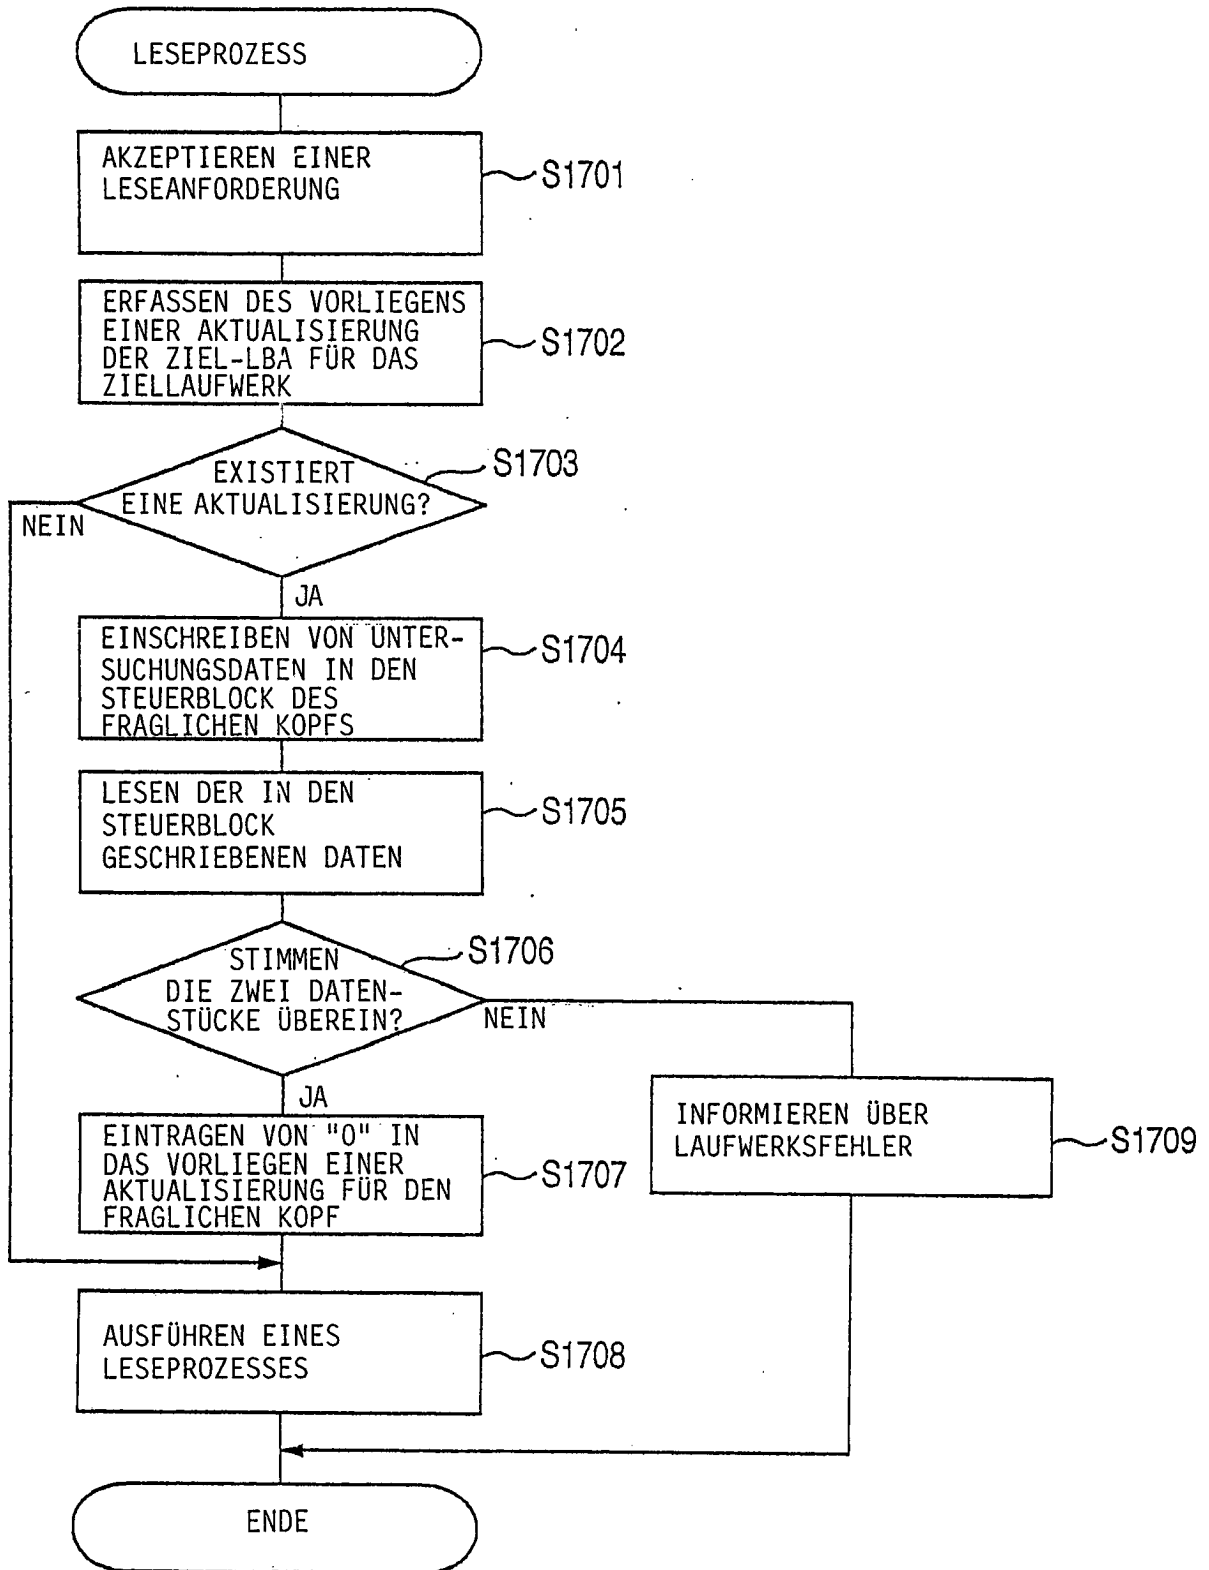 LESEPROZESS
AKZEPTIEREN EINER
LESEANFORDERUNG
S1701
ERFASSEN DES VORLIEGENS
EINER AKTUALISIERUNG
DER ZIEL-LBA FÜR DAS
ZIELLAUFWERK
S1702
EXISTIERT
EINE AKTUALISIERUNG?
S1703
NEIN
JA
EINSCHREIBEN VON UNTER-
SUCHUNGSDATEN IN DEN
STEUERBLOCK DES
FRAGLICHEN KOPFS
S1704
LESEN DER IN DEN
STEUERBLOCK
GESCHRIEBENEN DATEN
S1705
STIMMEN
DIE ZWEI DATEN-
STÜCKE ÜBEREIN?
S1706
NEIN
JA
EINTRAGEN VON "0" IN
DAS VORLIEGEN EINER
AKTUALISIERUNG FÜR DEN
FRAGLICHEN KOPF
S1707
INFORMIEREN ÜBER
LAUFWERKSFEHLER
S1709
AUSFÜHREN EINES
LESEPROZESSES
S1708
ENDE